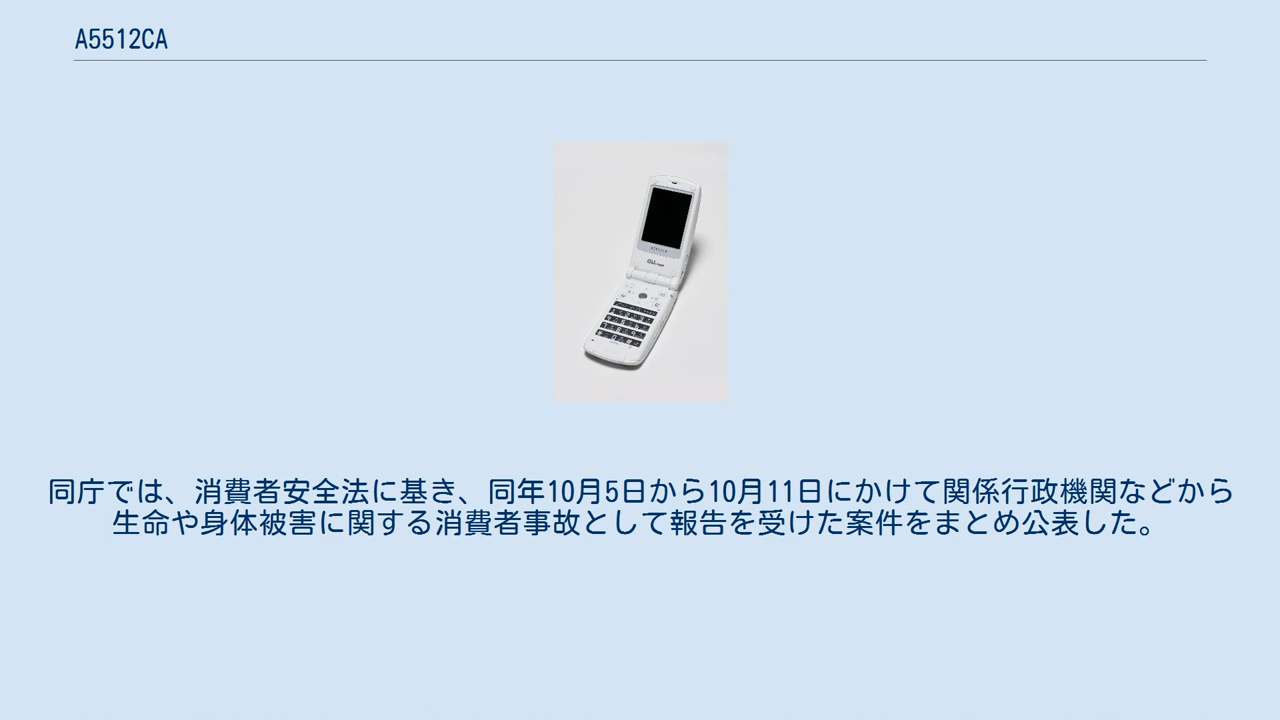 A5512CA
同庁では、消費者安全法に基き、同年10月5日から10月11日にかけて関係行政機関などから
生命や身体被害に関する消費者事故として報告を受けた案件をまとめ公表した。